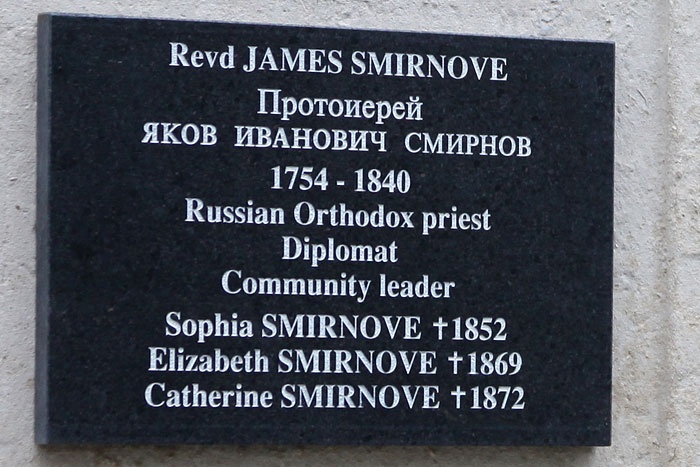 Revd JAMES SMIRNOVE
Протоиерей
ЯКОВ ИВАНОВИЧ СМИРНОВ
1754 - 1840
Russian Orthodox priest
Diplomat
Community leader
Sophia SMIRNOVE †1852
Elizabeth SMIRNOVE †1869
Catherine SMIRNOVE †1872